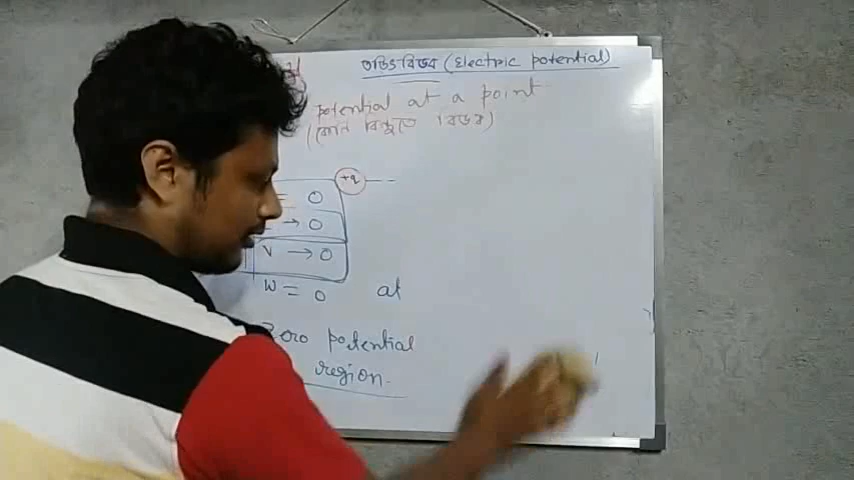 তড়িৎ বিভব (Electric potential)
potential at a point
(কোন বিন্দুতে বিভব)
+q
= 0
→ 0
V → 0
W = 0 at
Zero potential
region.